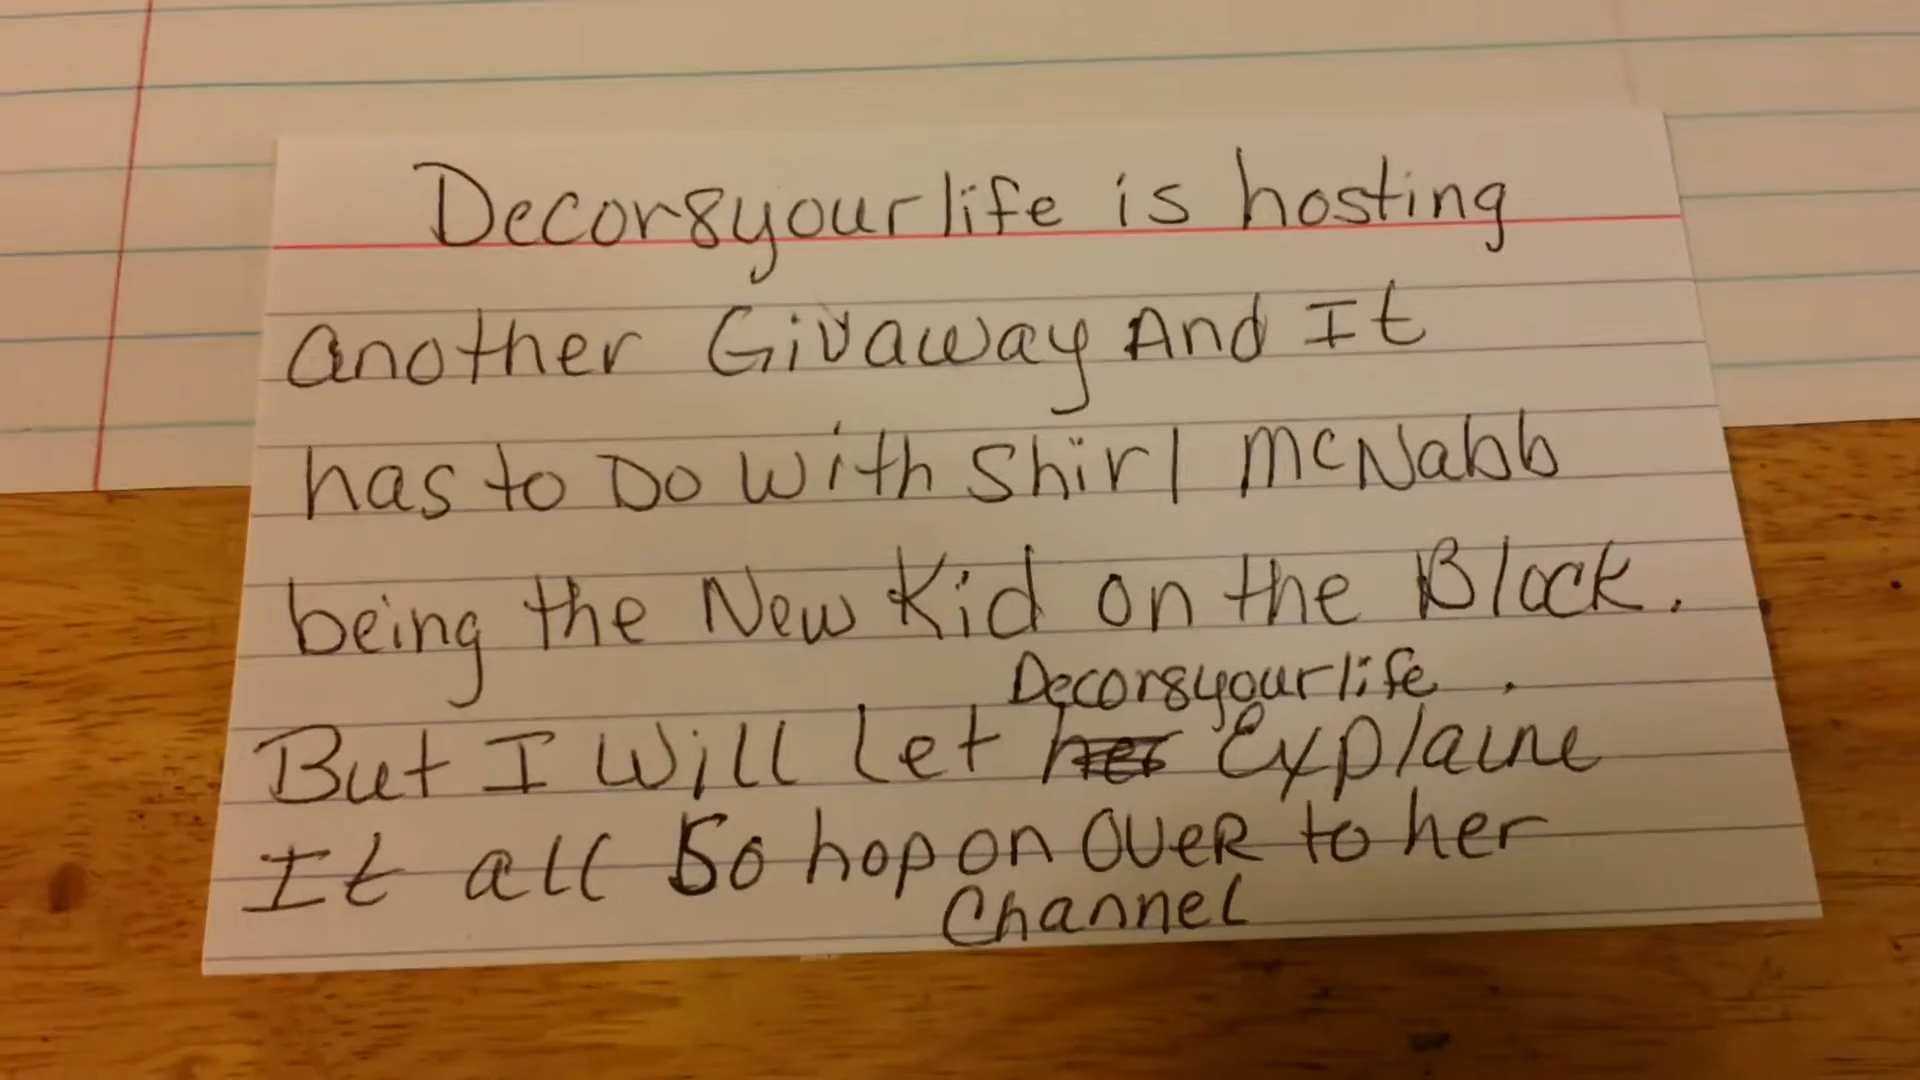 Decor8yourlife is hosting
another Givaway And It
has to Do With Shirl McNabb
being the New Kid on the Block.
Decor8yourlife .
But I Will Let her Explaine
It all So hop on OVeR to her
Channel